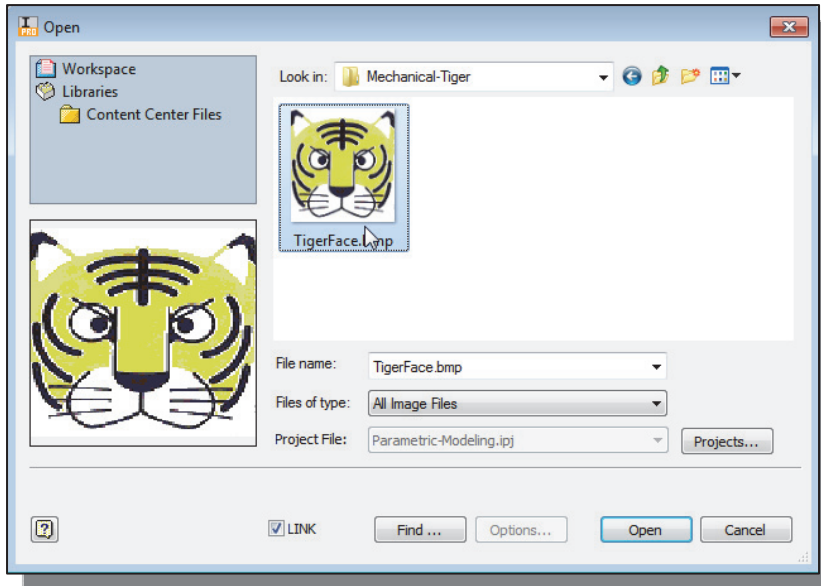 I PRO Open
Workspace
Libraries
Content Center Files
Look in: Mechanical-Tiger
TigerFace.bmp
File name: TigerFace.bmp
Files of type: All Image Files
Project File: Parametric-Modeling.ipj Projects...
? LINK Find ... Options... Open Cancel